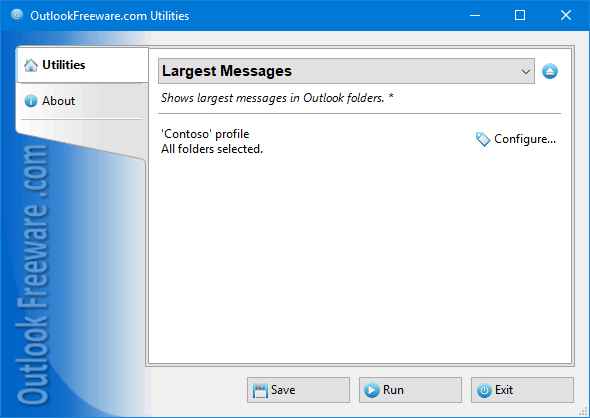 OutlookFreeware.com Utilities
Utilities
About
Largest Messages
Shows largest messages in Outlook folders. *
'Contoso' profile
All folders selected.
Configure...
Outlook Freeware .com
Save
Run
Exit